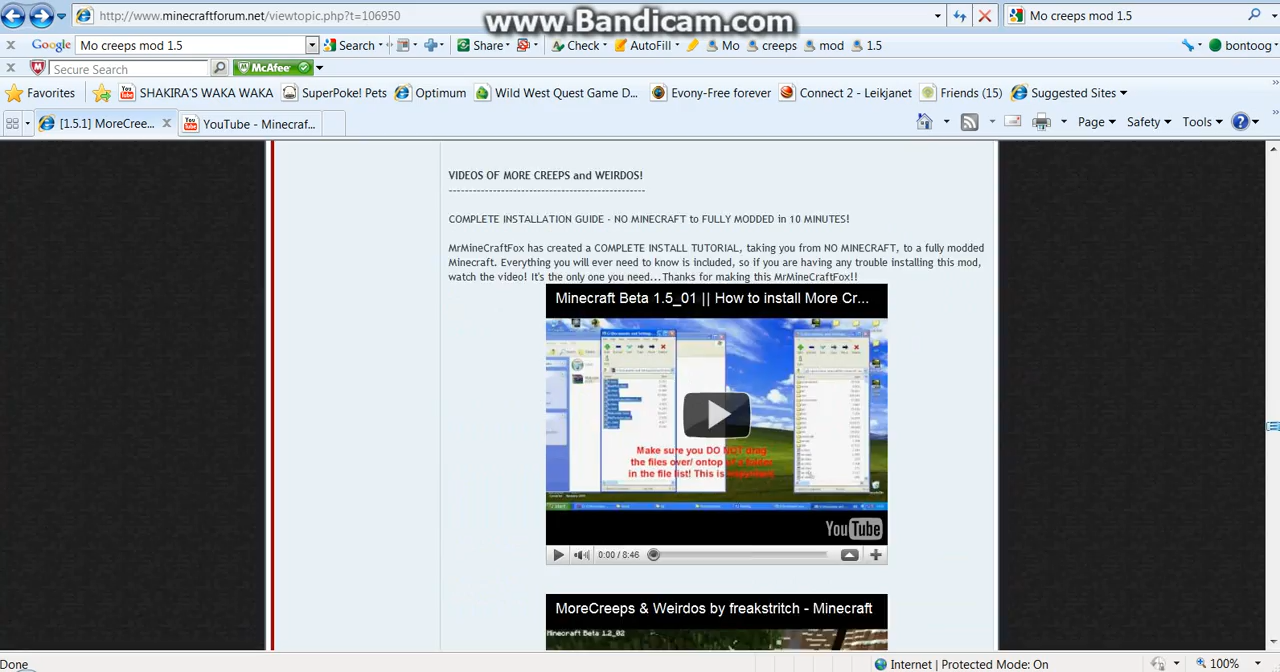 www.Bandicam.com
http://www.minecraftforum.net/viewtopic.php?t=106950
Mo creeps mod 1.5
x Google Mo creeps mod 1.5 Search Share Check AutoFill Mo creeps mod 1.5 bontoog
x Secure Search McAfee
Favorites SHAKIRA'S WAKA WAKA SuperPoke! Pets Optimum Wild West Quest Game D... Evony-Free forever Connect 2 - Leikjanet Friends (15) Suggested Sites
[1.5.1] MoreCree... YouTube - Minecraf... Page Safety Tools
VIDEOS OF MORE CREEPS and WEIRDOS!
-------------------------------------------------
COMPLETE INSTALLATION GUIDE - NO MINECRAFT to FULLY MODDED in 10 MINUTES!
MrMineCraftFox has created a COMPLETE INSTALL TUTORIAL, taking you from NO MINECRAFT, to a fully modded
Minecraft. Everything you will ever need to know is included, so if you are having any trouble installing this mod,
watch the video! It's the only one you need...Thanks for making this MrMineCraftFox!!
Minecraft Beta 1.5_01 || How to install More Cr...
Make sure you DO NOT drag
the files over/ ontop of a folder
in the file list! This is
YouTube
0:00 / 8:46
MoreCreeps & Weirdos by freakstritch - Minecraft
Minecraft Beta 1.2_02
Done
Internet | Protected Mode: On
100%